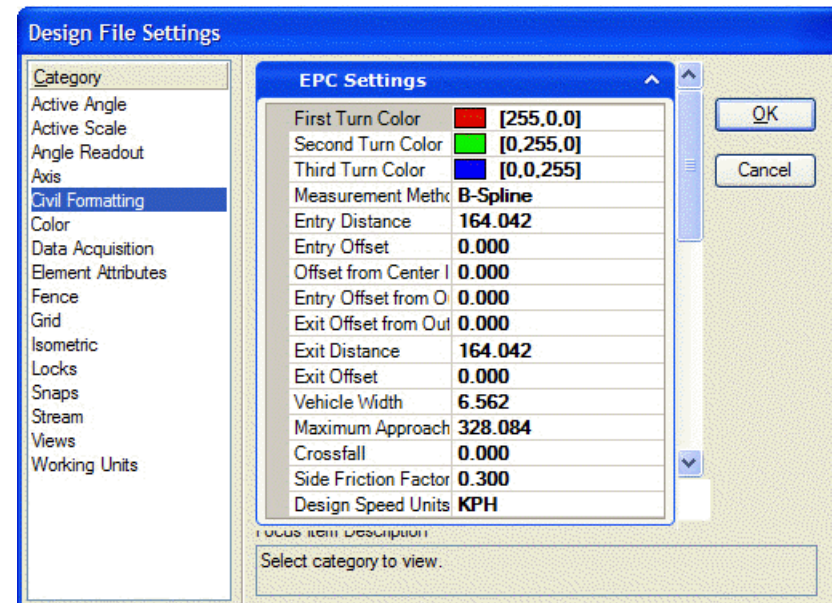 Design File Settings
Category
Active Angle
Active Scale
Angle Readout
Axis
Civil Formatting
Color
Data Acquisition
Element Attributes
Fence
Grid
Isometric
Locks
Snaps
Stream
Views
Working Units
EPC Settings
First Turn Color [255,0,0]
Second Turn Color [0,255,0]
Third Turn Color [0,0,255]
Measurement Metho B-Spline
Entry Distance 164.042
Entry Offset 0.000
Offset from Center l 0.000
Entry Offset from O 0.000
Exit Offset from Out 0.000
Exit Distance 164.042
Exit Offset 0.000
Vehicle Width 6.562
Maximum Approach 328.084
Crossfall 0.000
Side Friction Factor 0.300
Design Speed Units KPH
Focus Item Description
Select category to view.
OK
Cancel